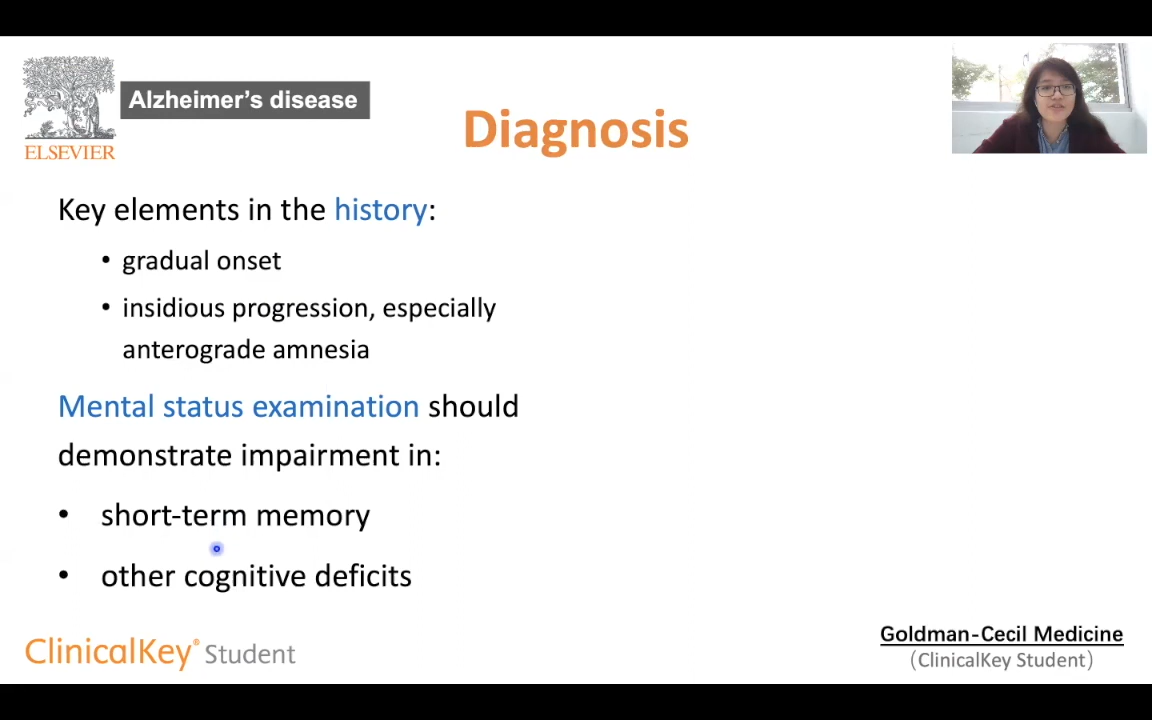 Alzheimer's disease
ELSEVIER
Diagnosis
Key elements in the history:
• gradual onset
• insidious progression, especially
anterograde amnesia
Mental status examination should
demonstrate impairment in:
• short-term memory
• other cognitive deficits
ClinicalKey® Student
Goldman-Cecil Medicine
(ClinicalKey Student)